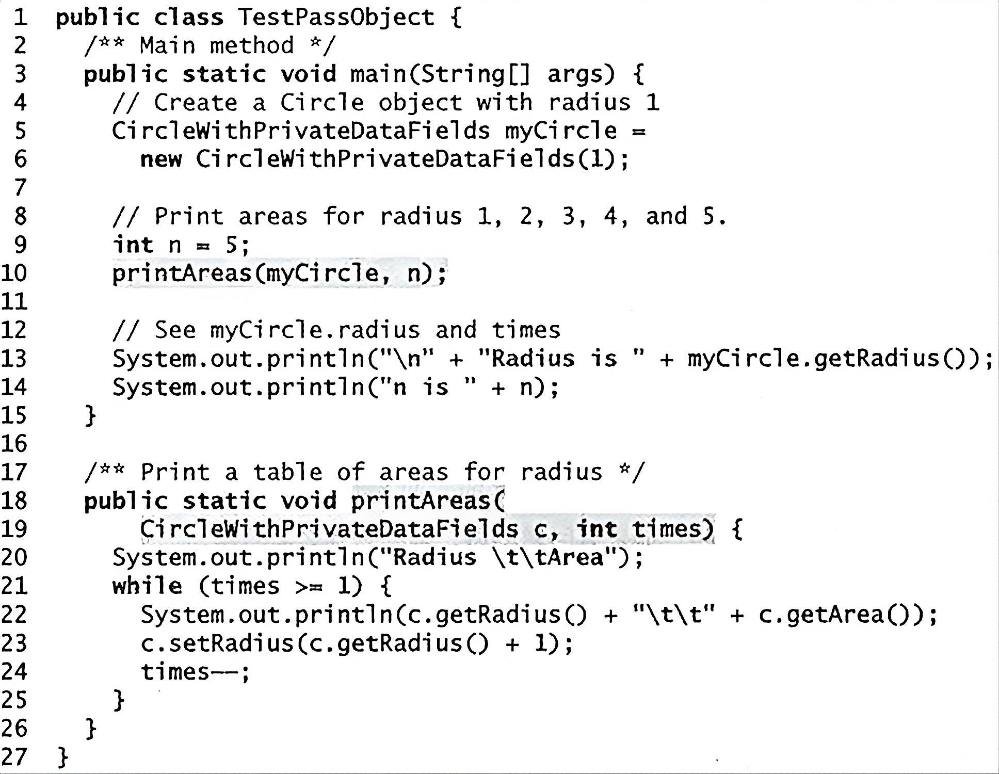 1 public class TestPassObject {
2 /** Main method */
3 public static void main(String[] args) {
4 // Create a Circle object with radius 1
5 CircleWithPrivateDataFields myCircle =
6 new CircleWithPrivateDataFields(1);
7
8 // Print areas for radius 1, 2, 3, 4, and 5.
9 int n = 5;
10 printAreas(myCircle, n);
11
12 // See myCircle.radius and times
13 System.out.println("\n" + "Radius is " + myCircle.getRadius());
14 System.out.println("n is " + n);
15 }
16
17 /** Print a table of areas for radius */
18 public static void printAreas(
19 CircleWithPrivateDataFields c, int times) {
20 System.out.println("Radius \t\tArea");
21 while (times >= 1) {
22 System.out.println(c.getRadius() + "\t\t" + c.getArea());
23 c.setRadius(c.getRadius() + 1);
24 times——;
25 }
26 }
27 }